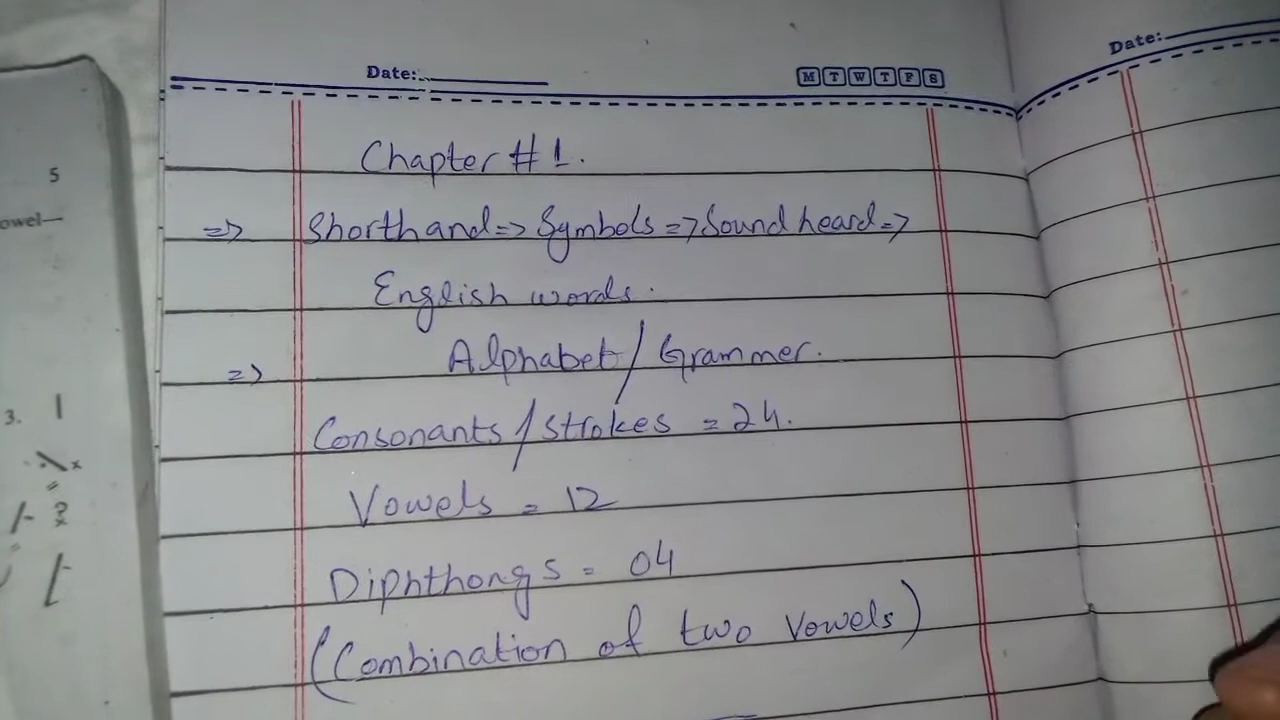 Date:
M T W T F S
Date:
5
owel—
3.
Chapter # 1.
=> Shorthand => Symbols => Sound heard =>
English words.
=> Alphabet / Grammer.
Consonants / Strokes = 24.
Vowels = 12
Diphthongs = 04
(Combination of two Vowels)